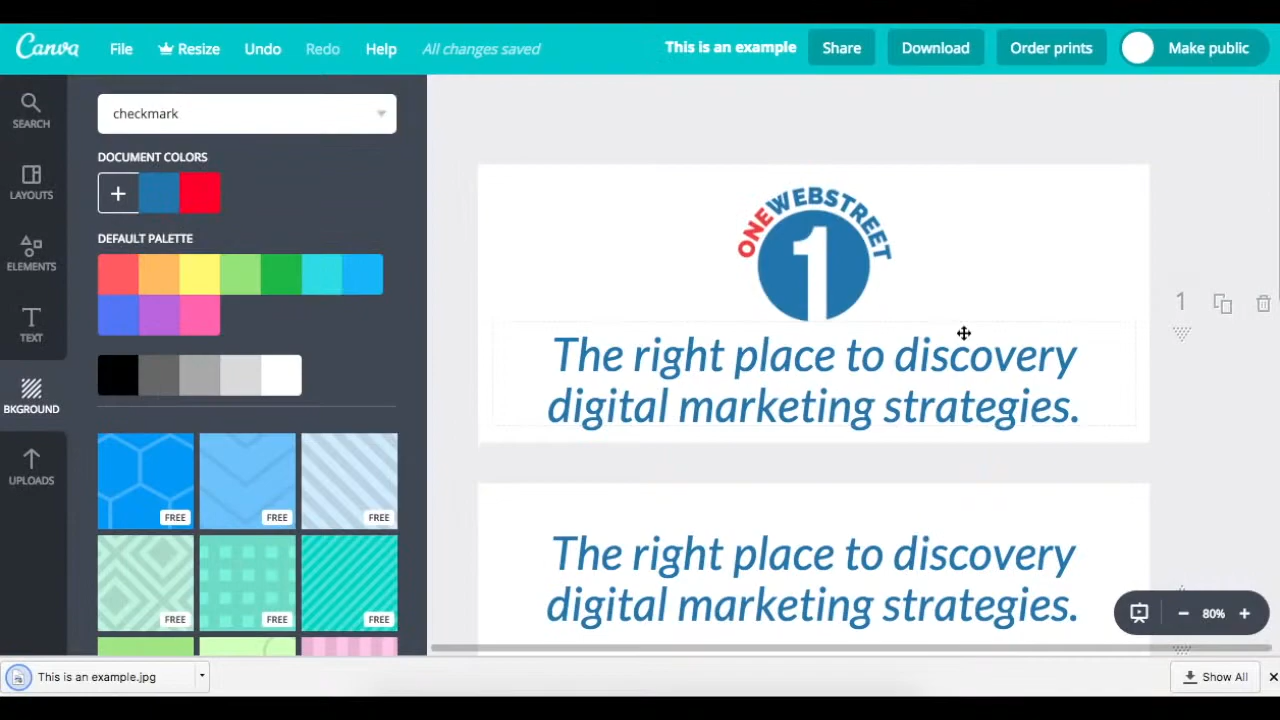 Canva File Resize Undo Redo Help All changes saved This is an example Share Download Order prints Make public
SEARCH
LAYOUTS
ELEMENTS
TEXT
BKGROUND
UPLOADS
checkmark
DOCUMENT COLORS
+
DEFAULT PALETTE
FREE FREE FREE
FREE FREE FREE
ONEWEBSTREET
1
The right place to discovery
digital marketing strategies.
1
The right place to discovery
digital marketing strategies.
− 80% +
This is an example.jpg
Show All